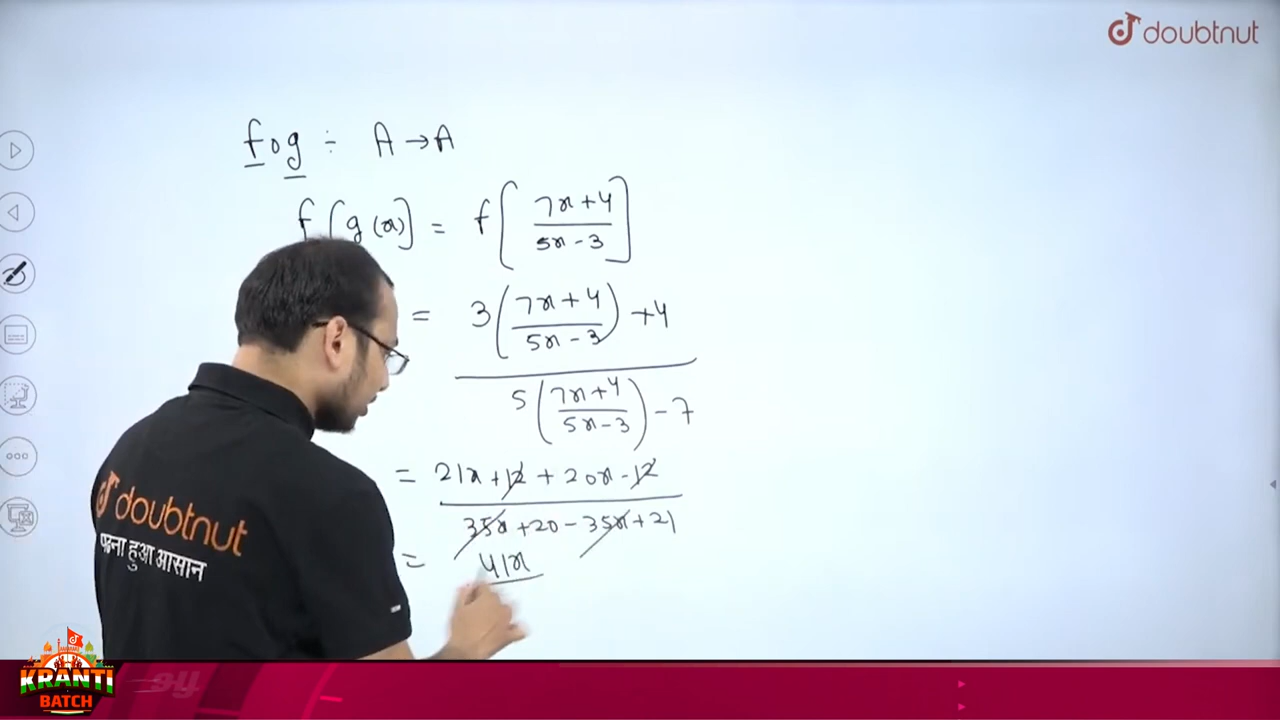 doubtnut
fog ÷ A → A
f[g(x)] = f[(7x+4)/(5x-3)]
= (3((7x+4)/(5x-3)) +4)/(5((7x+4)/(5x-3)) -7)
= (21x+12+20x-12)/(35x+20-35x+21)
= 41x
doubtnut
पढ़ना हुआ आसान
KRANTI
BATCH